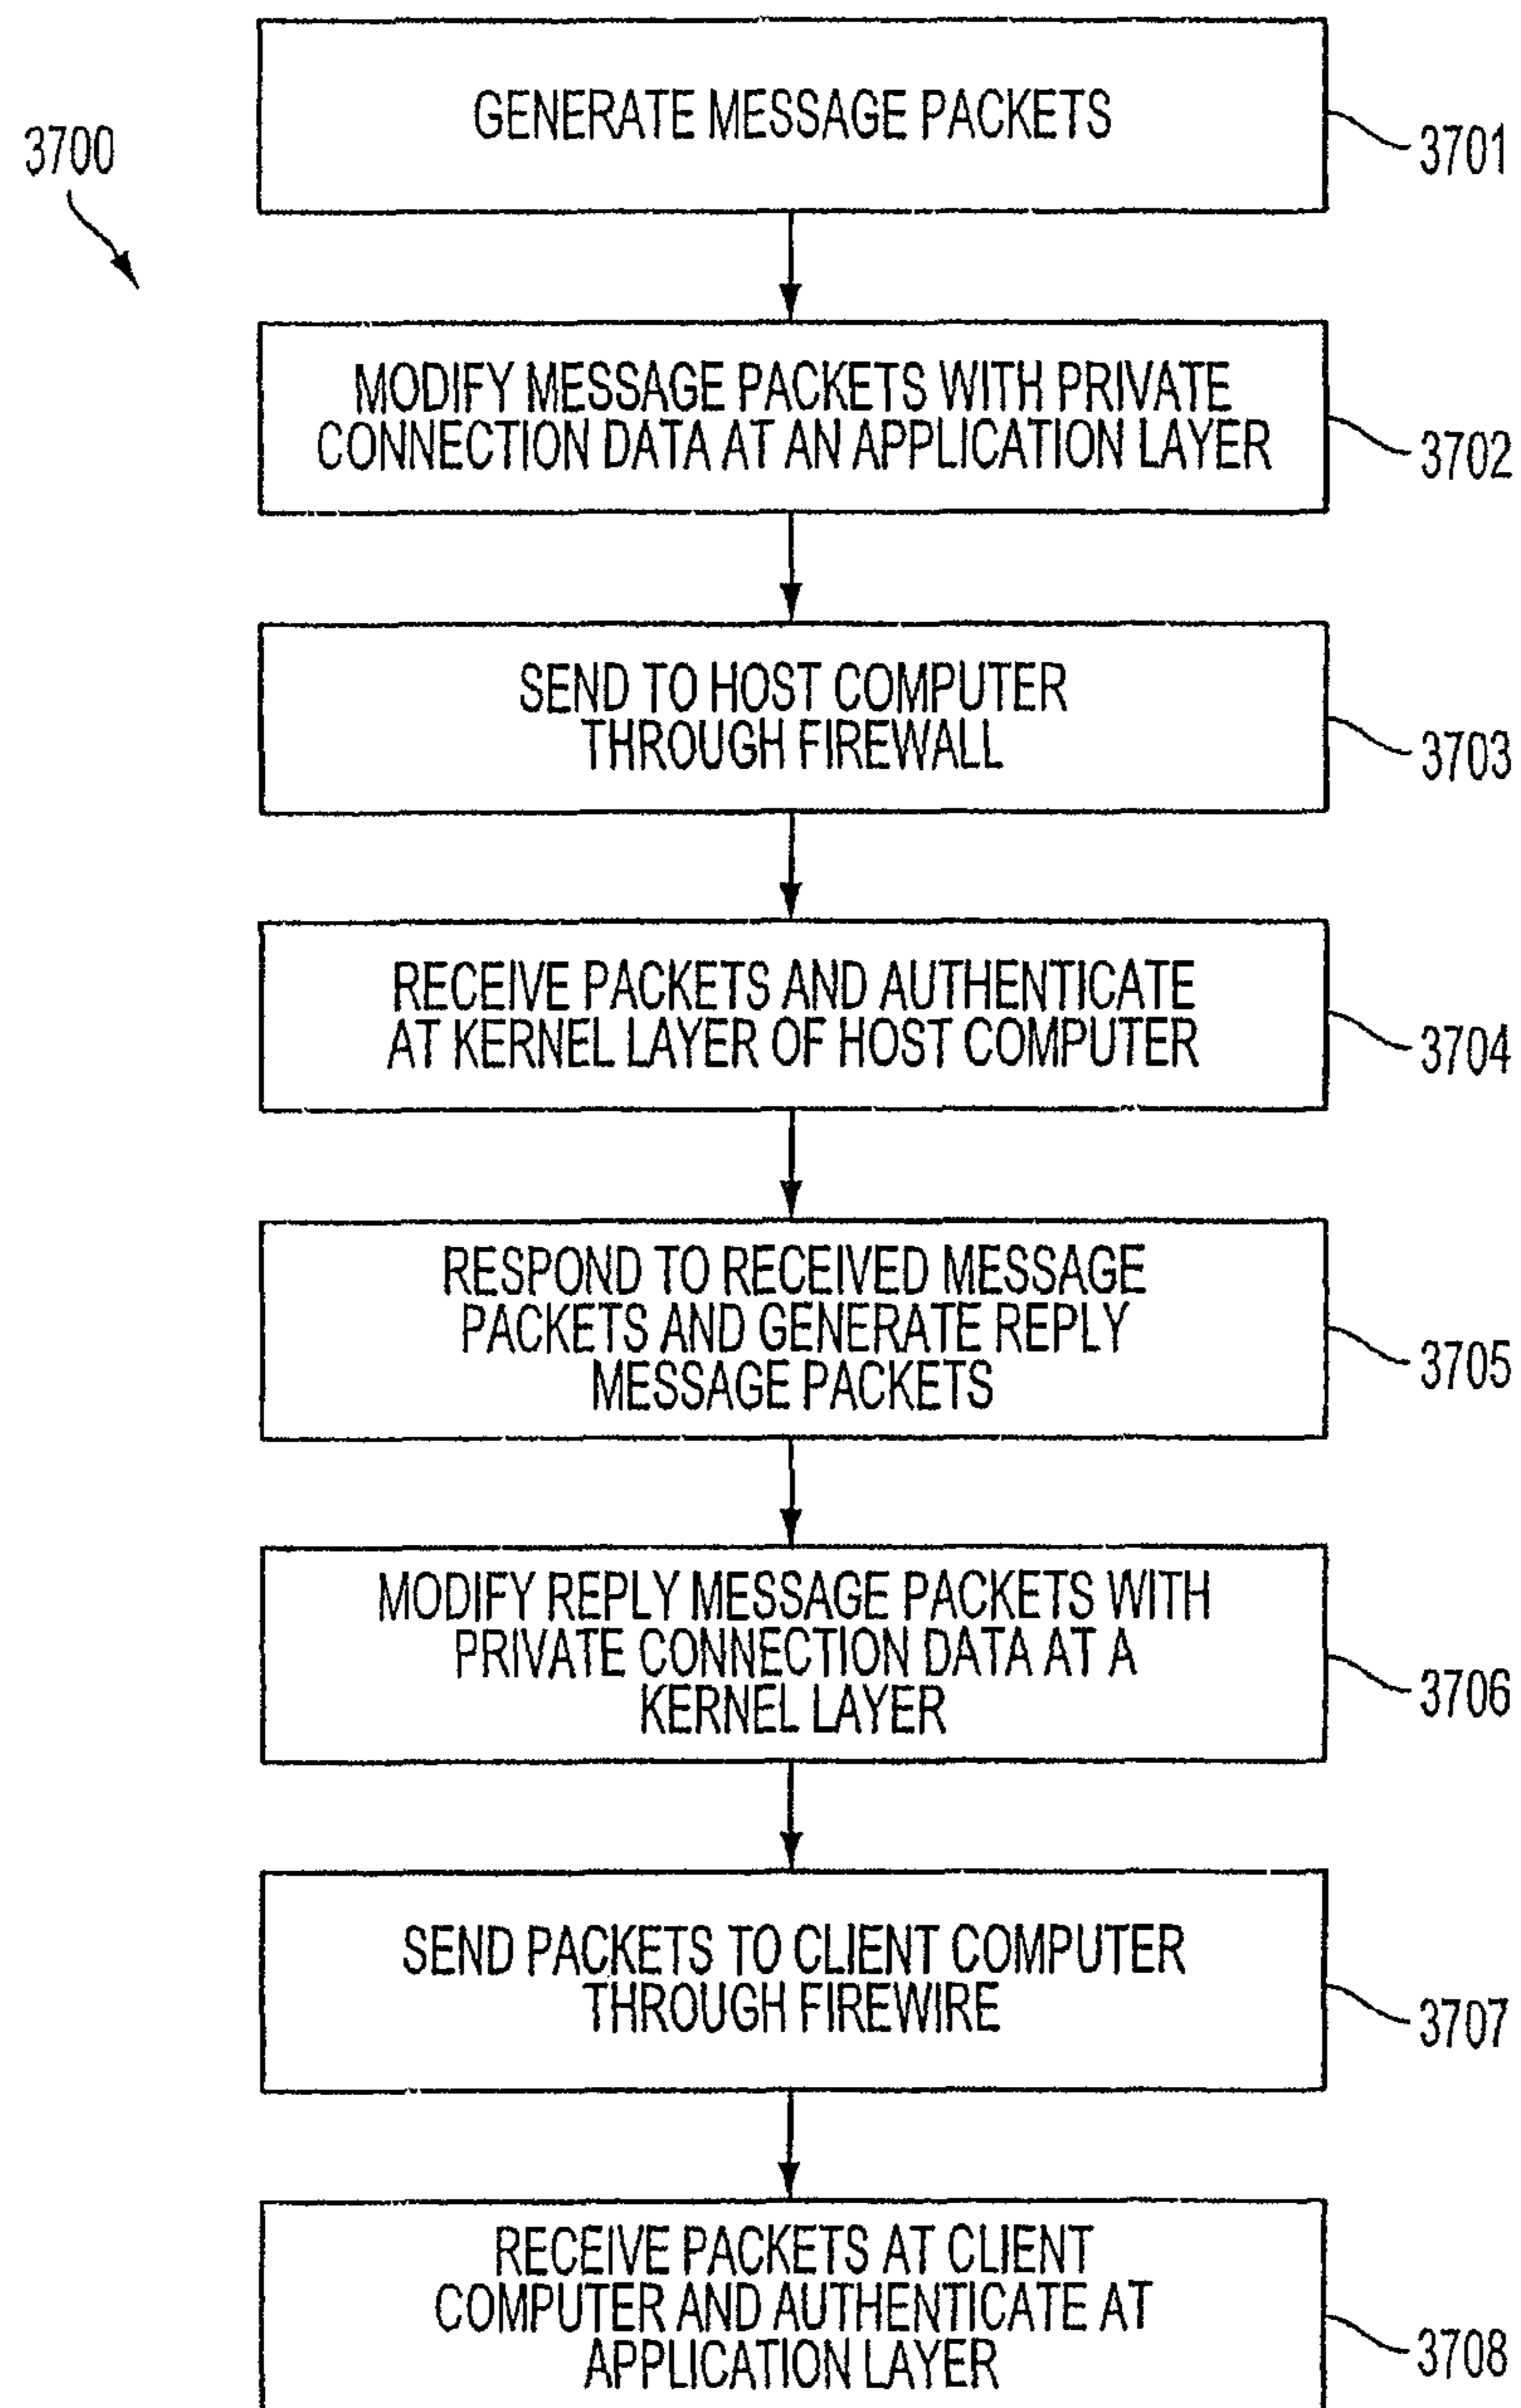 3700
GENERATE MESSAGE PACKETS
3701
MODIFY MESSAGE PACKETS WITH PRIVATE
CONNECTION DATA AT AN APPLICATION LAYER
3702
SEND TO HOST COMPUTER
THROUGH FIREWALL
3703
RECEIVE PACKETS AND AUTHENTICATE
AT KERNEL LAYER OF HOST COMPUTER
3704
RESPOND TO RECEIVED MESSAGE
PACKETS AND GENERATE REPLY
MESSAGE PACKETS
3705
MODIFY REPLY MESSAGE PACKETS WITH
PRIVATE CONNECTION DATA AT A
KERNEL LAYER
3706
SEND PACKETS TO CLIENT COMPUTER
THROUGH FIREWIRE
3707
RECEIVE PACKETS AT CLIENT
COMPUTER AND AUTHENTICATE AT
APPLICATION LAYER
3708